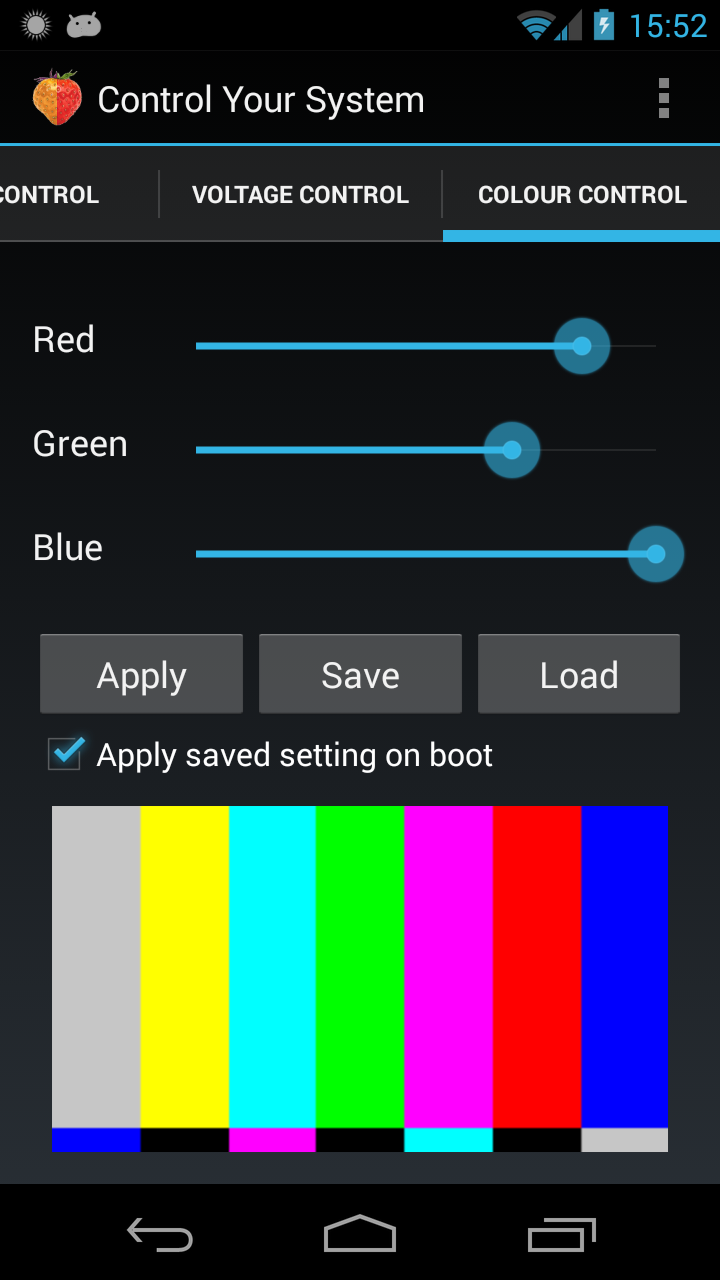 15:52
Control Your System
CONTROL
VOLTAGE CONTROL
COLOUR CONTROL
Red
Green
Blue
Apply
Save
Load
Apply saved setting on boot